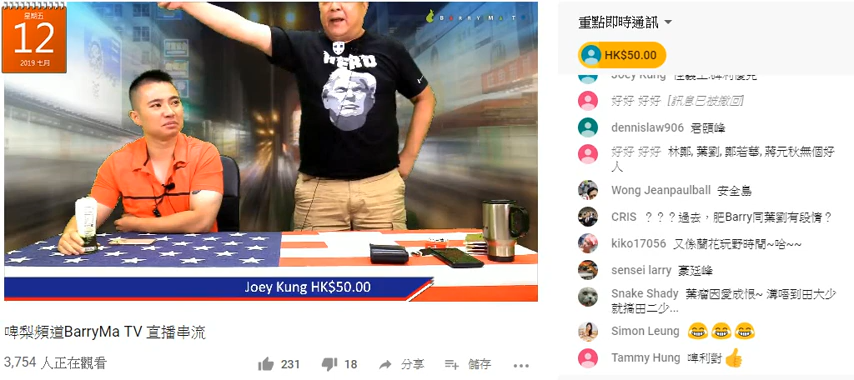 星期五
12
2019 七月
BARRYMA TV
HERO
Joey Kung HK$50.00
啤梨頻道BarryMa TV 直播串流
3,754 人正在觀看
231
18
分享
儲存
重點即時通訊
HK$50.00
Joey Kung
好好 好好 [訊息已被撤回]
dennislaw906 君頤峰
好好 好好 林鄭, 葉劉, 鄭若華, 蔣元秋無個好
人
Wong Jeanpaulball 安全島
CRIS ？？？過去，肥Barry同葉劉有段情？
kiko17056 又係蘭花玩野時間~哈~~
sensei larry 豪廷峰
Snake Shady 葉瘤因愛成恨~ 溝唔到田大少
就搞田二少...
Simon Leung 😂😂😂
Tammy Hung 啤利對👍